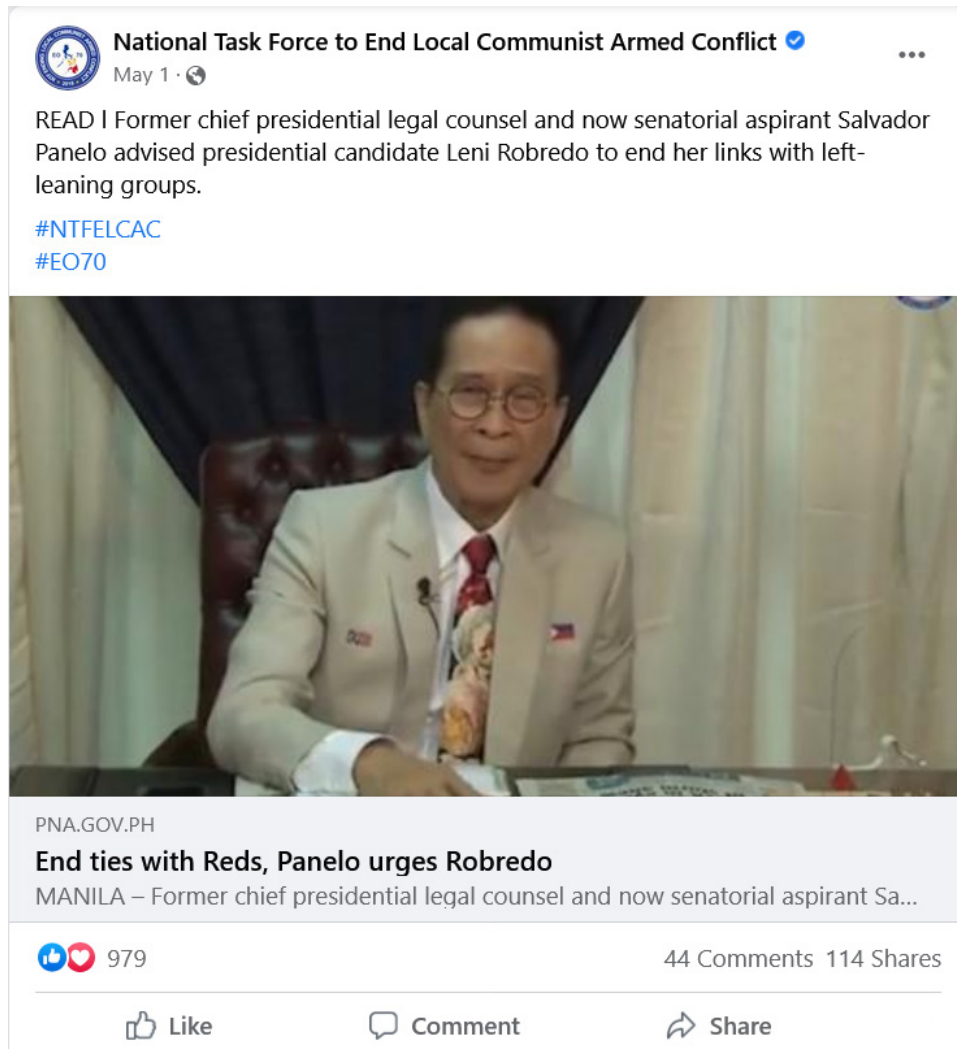 National Task Force to End Local Communist Armed Conflict
May 1 ·
READ l Former chief presidential legal counsel and now senatorial aspirant Salvador
Panelo advised presidential candidate Leni Robredo to end her links with left-
leaning groups.
#NTFELCAC
#EO70
PNA.GOV.PH
End ties with Reds, Panelo urges Robredo
MANILA – Former chief presidential legal counsel and now senatorial aspirant Sa...
979
44 Comments 114 Shares
Like Comment Share